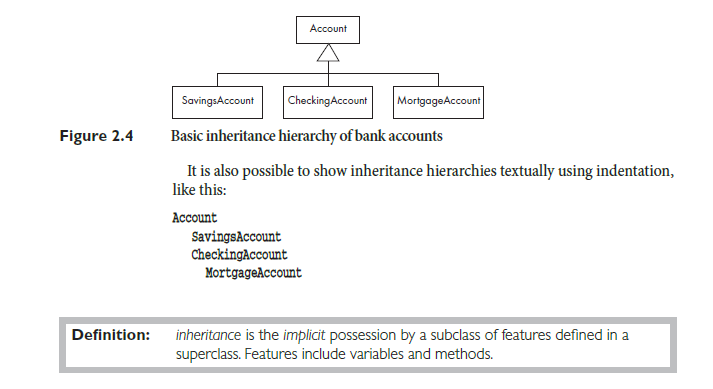 Account
SavingsAccount CheckingAccount MortgageAccount
Figure 2.4 Basic inheritance hierarchy of bank accounts
It is also possible to show inheritance hierarchies textually using indentation,
like this:
Account
SavingsAccount
CheckingAccount
MortgageAccount
Definition: inheritance is the implicit possession by a subclass of features defined in a
superclass. Features include variables and methods.